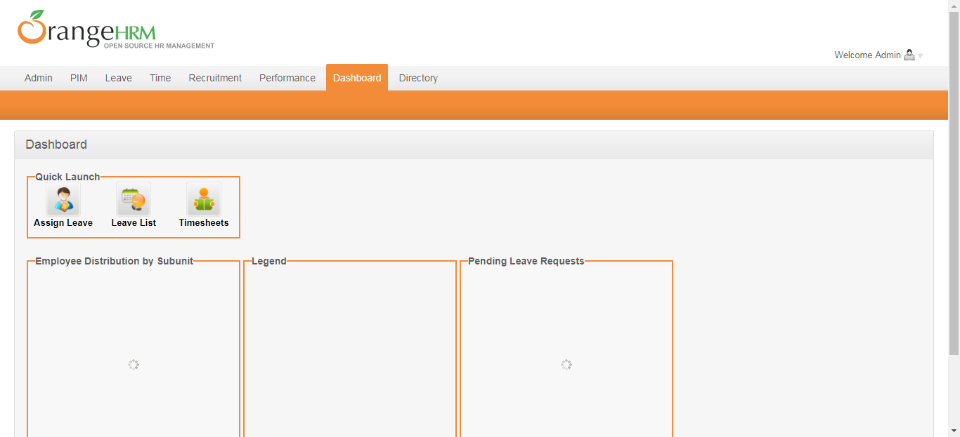 OrangeHRM
OPEN SOURCE HR MANAGEMENT
Welcome Admin
Admin PIM Leave Time Recruitment Performance Dashboard Directory
Dashboard
Quick Launch
Assign Leave Leave List Timesheets
Employee Distribution by Subunit Legend Pending Leave Requests